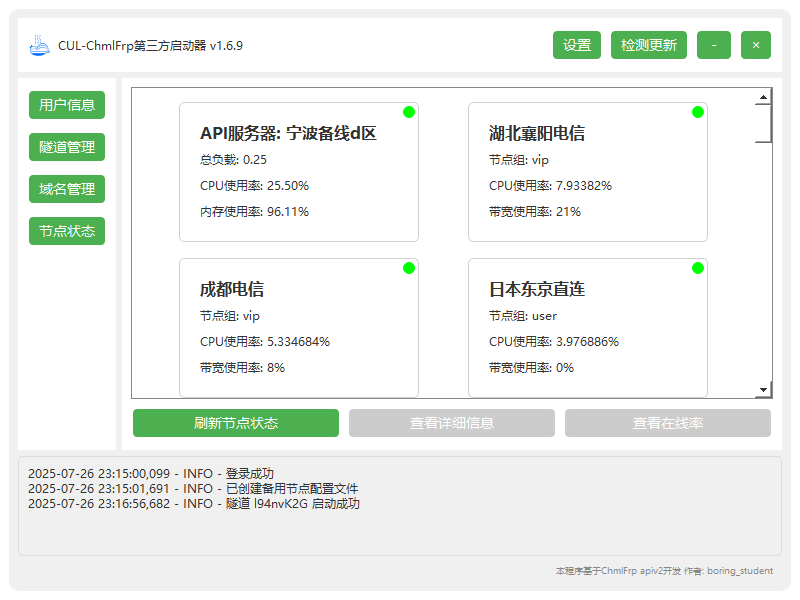 CUL-ChmlFrp第三方启动器 v1.6.9
设置
检测更新
-
×
用户信息
隧道管理
域名管理
节点状态
API服务器: 宁波备线d区
总负载: 0.25
CPU使用率: 25.50%
内存使用率: 96.11%
湖北襄阳电信
节点组: vip
CPU使用率: 7.93382%
带宽使用率: 21%
成都电信
节点组: vip
CPU使用率: 5.334684%
带宽使用率: 8%
日本东京直连
节点组: user
CPU使用率: 3.976886%
带宽使用率: 0%
刷新节点状态
查看详细信息
查看在线率
2025-07-26 23:15:00,099 - INFO - 登录成功
2025-07-26 23:15:01,691 - INFO - 已创建备用节点配置文件
2025-07-26 23:16:56,682 - INFO - 隧道 l94nvK2G 启动成功
本程序基于ChmlFrp apiv2开发 作者: boring_student